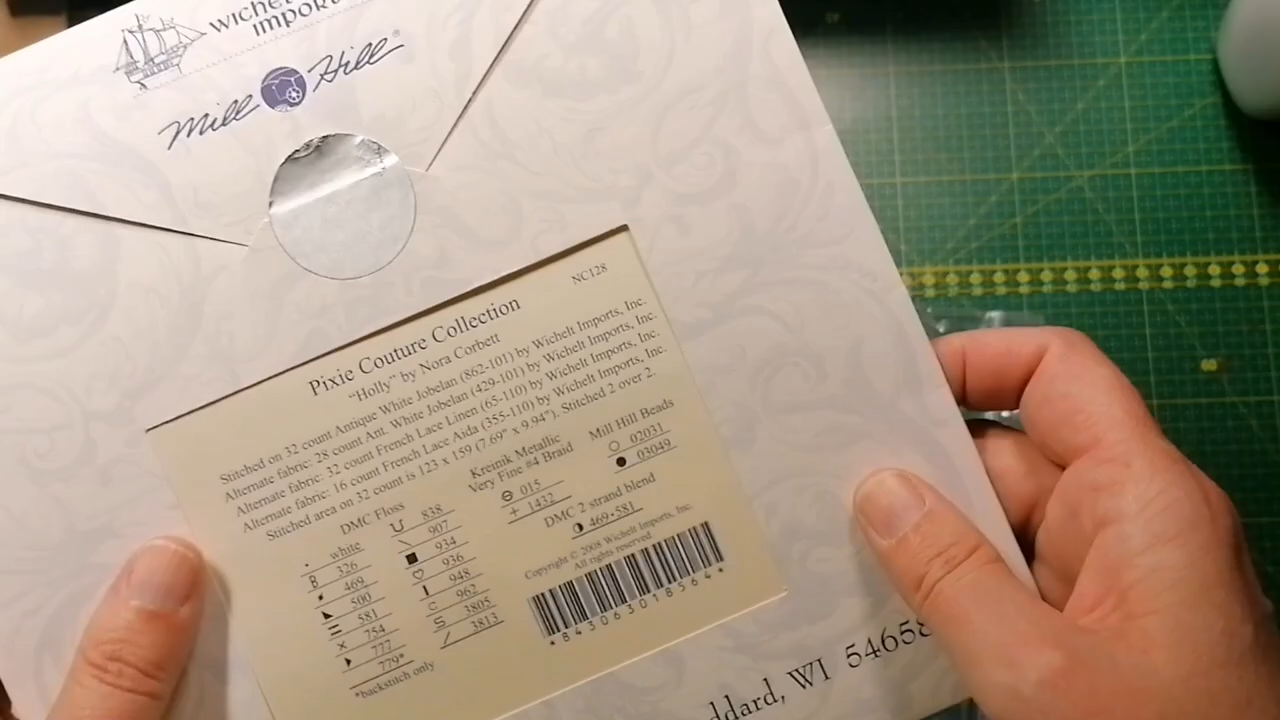 Mill Hill®
NC128
Pixie Couture Collection
"Holly" by Nora Corbett
Stitched on 32 count Antique White Jobelan (862-101) by Wichelt Imports, Inc.
Alternate fabric: 28 count Ant. White Jobelan (429-101) by Wichelt Imports, Inc.
Alternate fabric: 32 count French Lace Linen (65-110) by Wichelt Imports, Inc.
Alternate fabric: 16 count French Lace Aida (355-110) by Wichelt Imports, Inc.
Stitched area on 32 count is 123 x 159 (7.69" x 9.94"). Stitched 2 over 2.
DMC Floss
white
B 326
469
500
581
x 754
777
779*
*backstitch only
838
907
934
936
948
C 962
S 3805
/ 3813
Kreinik Metallic
Very Fine #4 Braid
015
+ 1432
Mill Hill Beads
02031
03049
DMC 2 strand blend
469+581
Copyright © 2008 Wichelt Imports, Inc.
All rights reserved.
*843063018564*
WI 54658